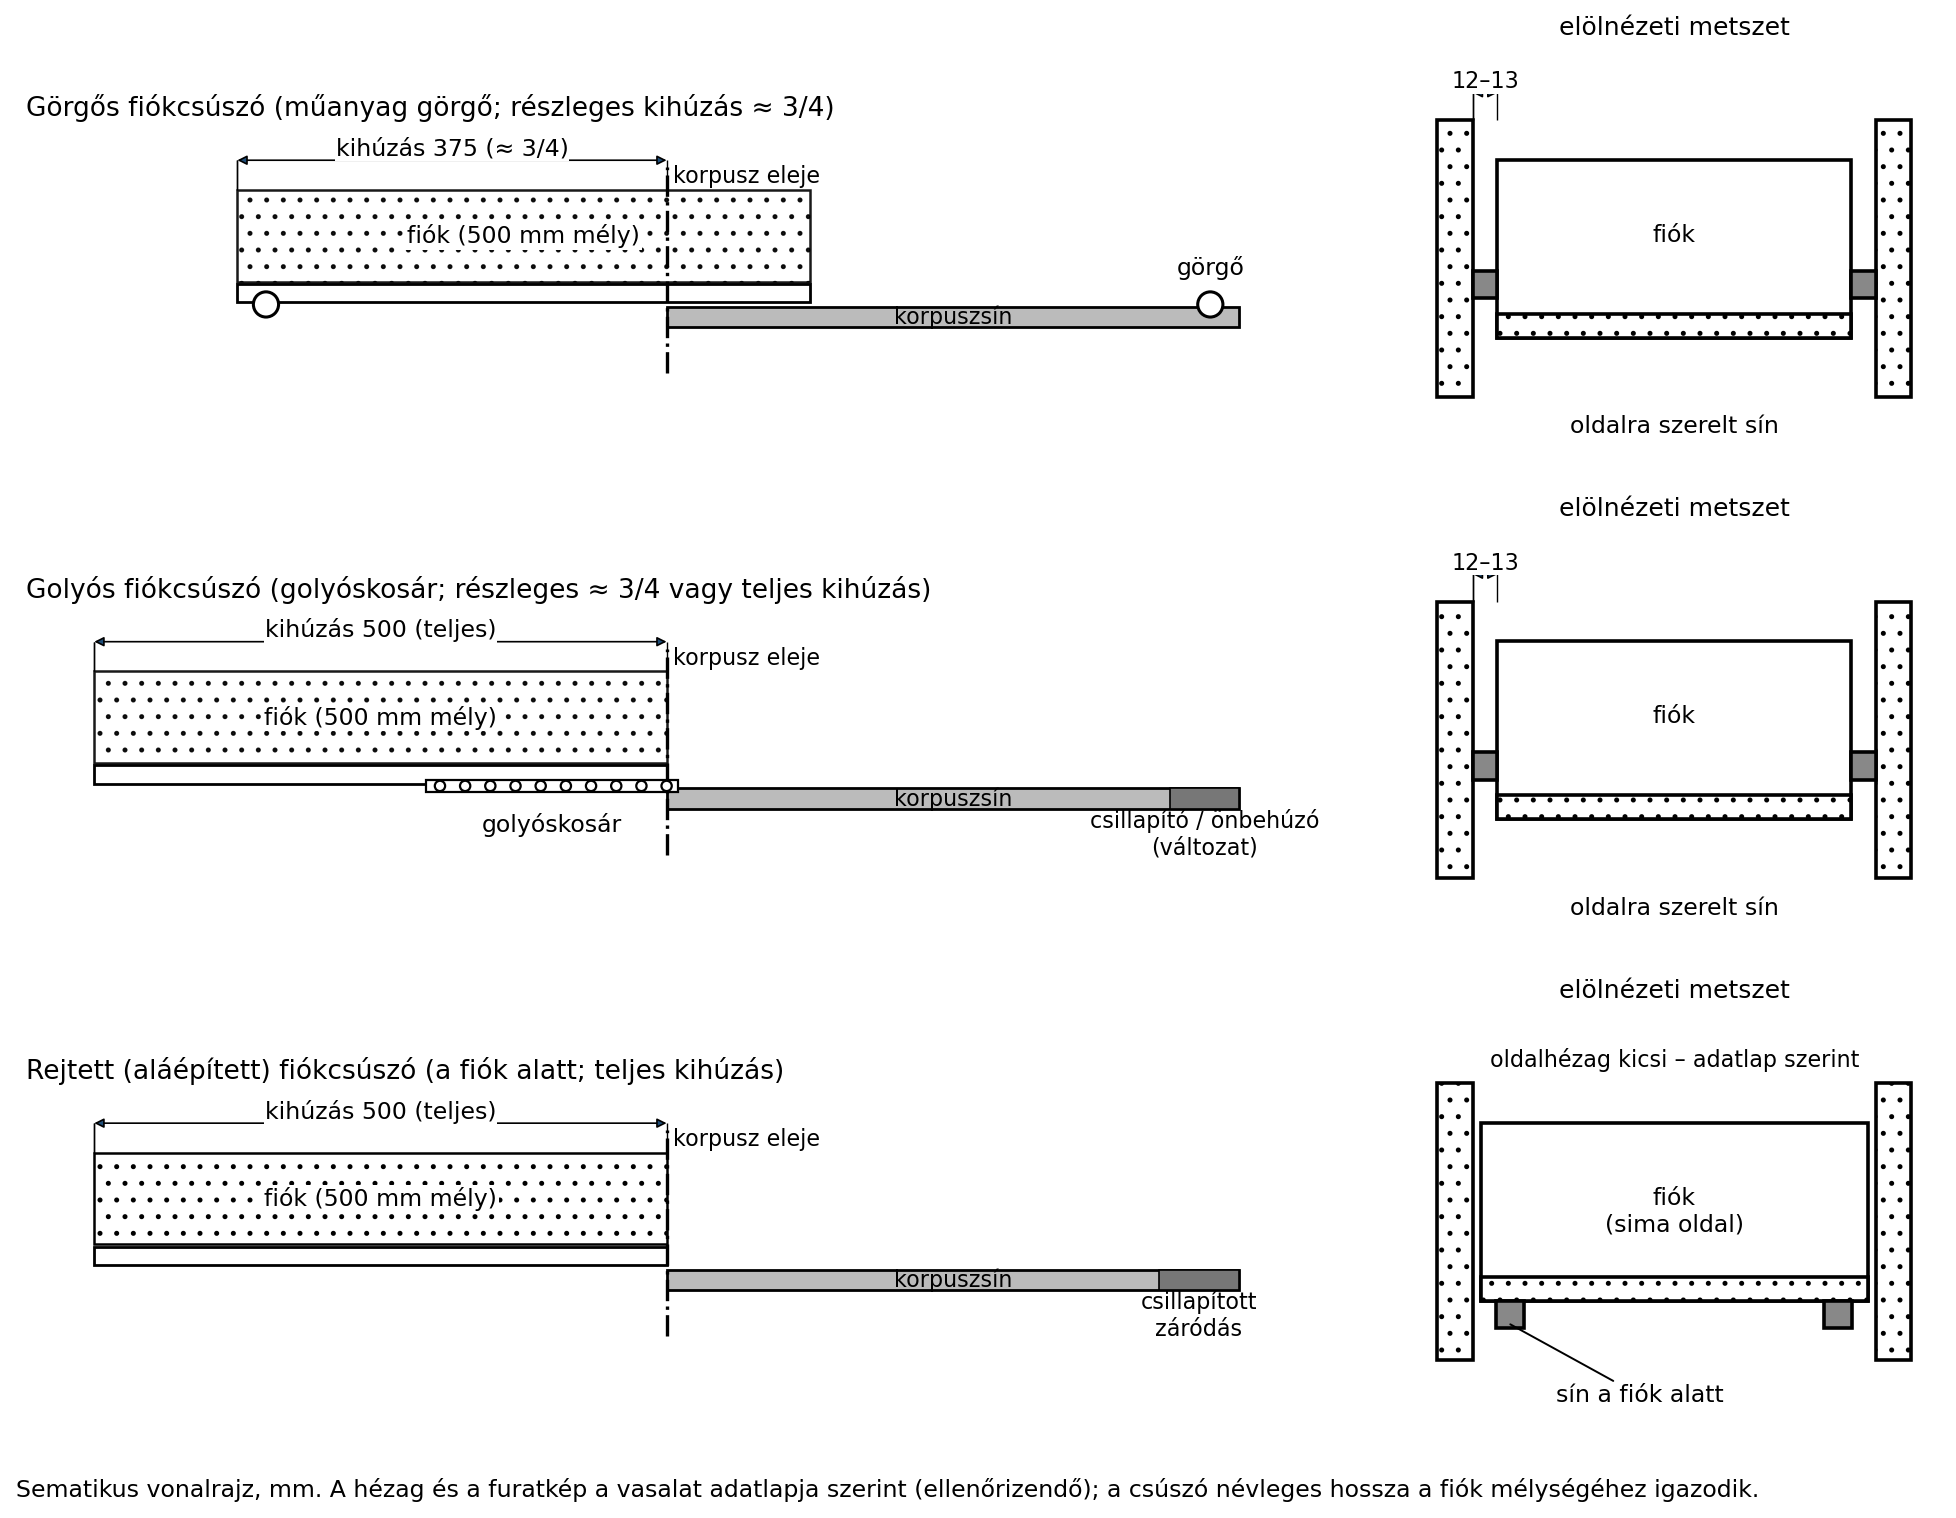 elölnézeti metszet
12–13
Görgős fiókcsúszó (műanyag görgő; részleges kihúzás ≈ 3/4)
kihúzás 375 (≈ 3/4)
korpusz eleje
fiók (500 mm mély)
fiók
görgő
korpuszsín
oldalra szerelt sín
elölnézeti metszet
12–13
Golyós fiókcsúszó (golyóskosár; részleges ≈ 3/4 vagy teljes kihúzás)
kihúzás 500 (teljes)
korpusz eleje
fiók (500 mm mély)
fiók
korpuszsín
golyóskosár
csillapító / önbehúzó
(változat)
oldalra szerelt sín
elölnézeti metszet
oldalhézag kicsi – adatlap szerint
Rejtett (aláépített) fiókcsúszó (a fiók alatt; teljes kihúzás)
kihúzás 500 (teljes)
korpusz eleje
fiók (500 mm mély)
fiók
(sima oldal)
korpuszsín
csillapított
záródás
sín a fiók alatt
Sematikus vonalrajz, mm. A hézag és a furatkép a vasalat adatlapja szerint (ellenőrizendő); a csúszó névleges hossza a fiók mélységéhez igazodik.